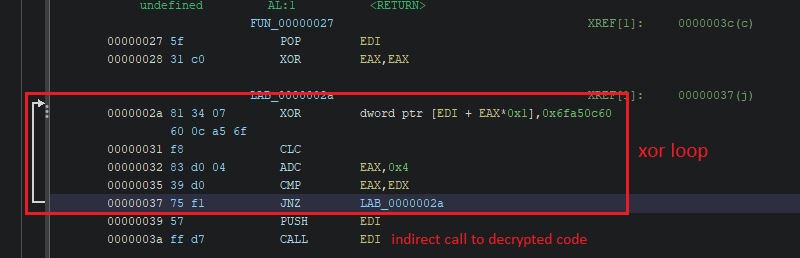 undefined AL:1 <RETURN>
FUN_00000027 XREF[1]: 0000003c(c)
00000027 5f POP EDI
00000028 31 c0 XOR EAX,EAX
LAB_0000002a XREF[1]: 00000037(j)
0000002a 81 34 07 XOR dword ptr [EDI + EAX*0x1],0x6fa50c60
60 0c a5 6f
00000031 f8 CLC
00000032 83 d0 04 ADC EAX,0x4
00000035 39 d0 CMP EAX,EDX
xor loop
00000037 75 f1 JNZ LAB_0000002a
00000039 57 PUSH EDI
0000003a ff d7 CALL EDI indirect call to decrypted code